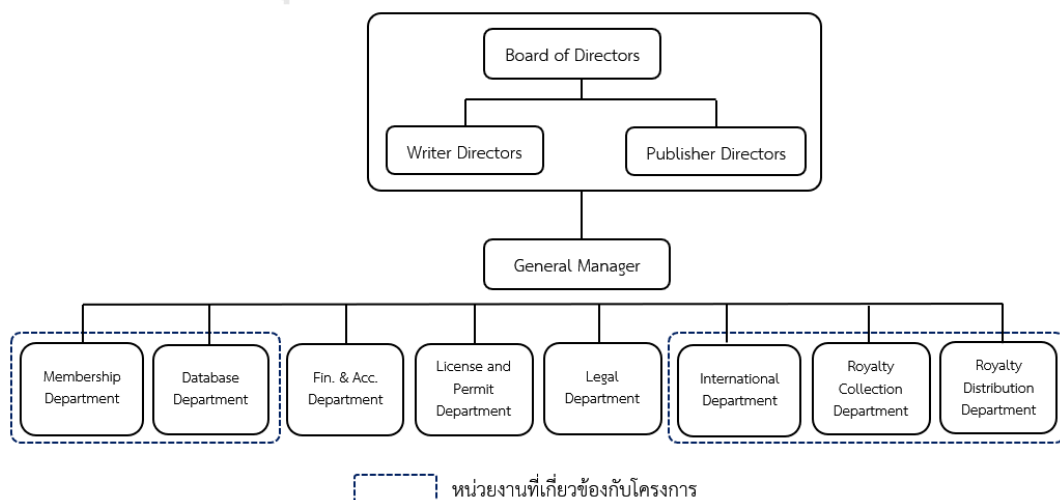 Board of Directors
Writer Directors
Publisher Directors
General Manager
Membership
Department
Database
Department
Fin. & Acc.
Department
License and
Permit
Department
Legal
Department
International
Department
Royalty
Collection
Department
Royalty
Distribution
Department
หน่วยงานที่เกี่ยวข้องกับโครงการ